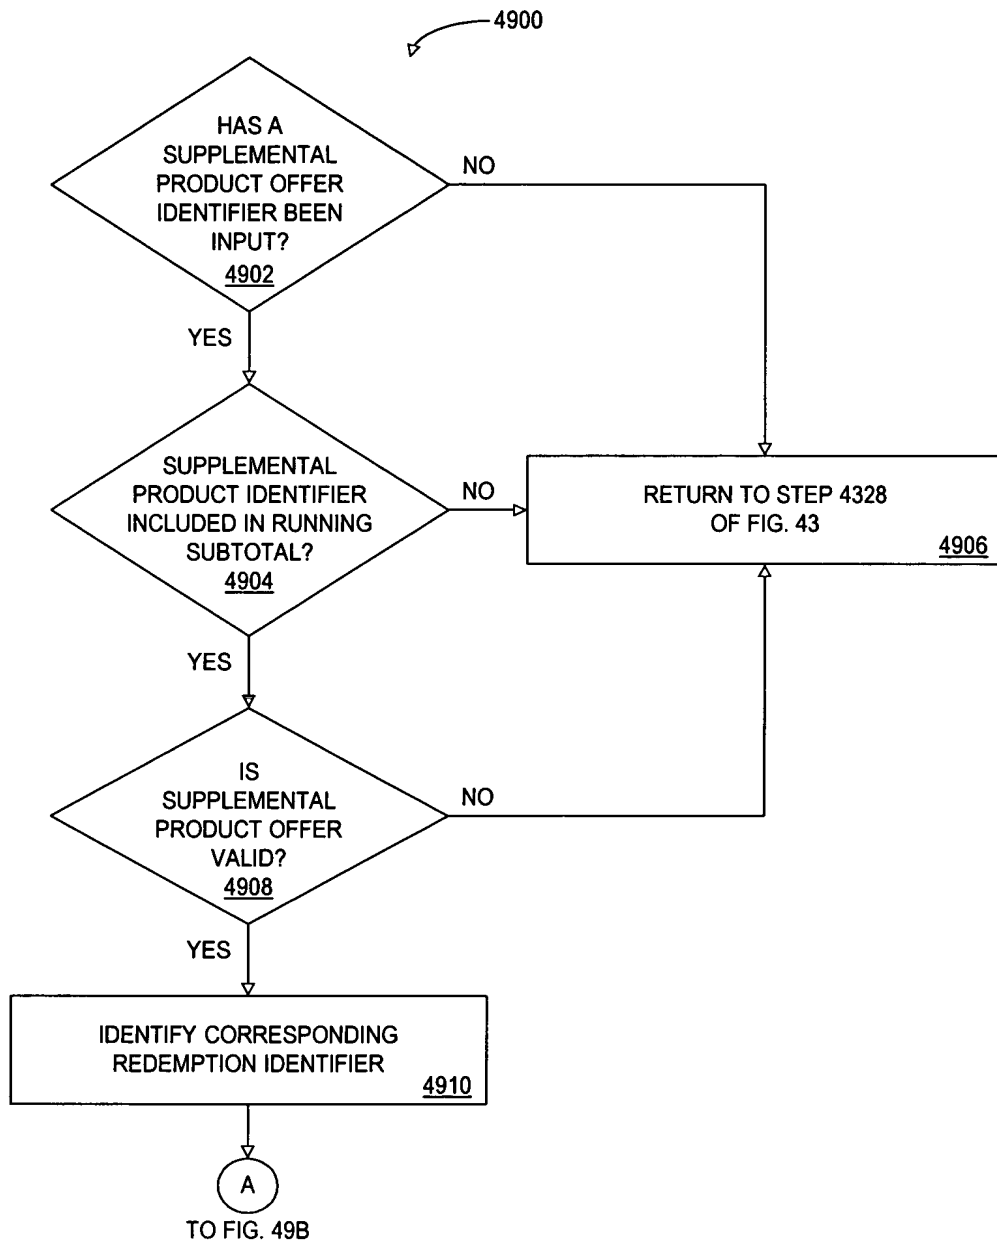 4900
HAS A
SUPPLEMENTAL
PRODUCT OFFER
IDENTIFIER BEEN
INPUT?
4902
NO
YES
SUPPLEMENTAL
PRODUCT IDENTIFIER
INCLUDED IN RUNNING
SUBTOTAL?
4904
NO
RETURN TO STEP 4328
OF FIG. 43
4906
YES
IS
SUPPLEMENTAL
PRODUCT OFFER
VALID?
4908
NO
YES
IDENTIFY CORRESPONDING
REDEMPTION IDENTIFIER
4910
A
TO FIG. 49B